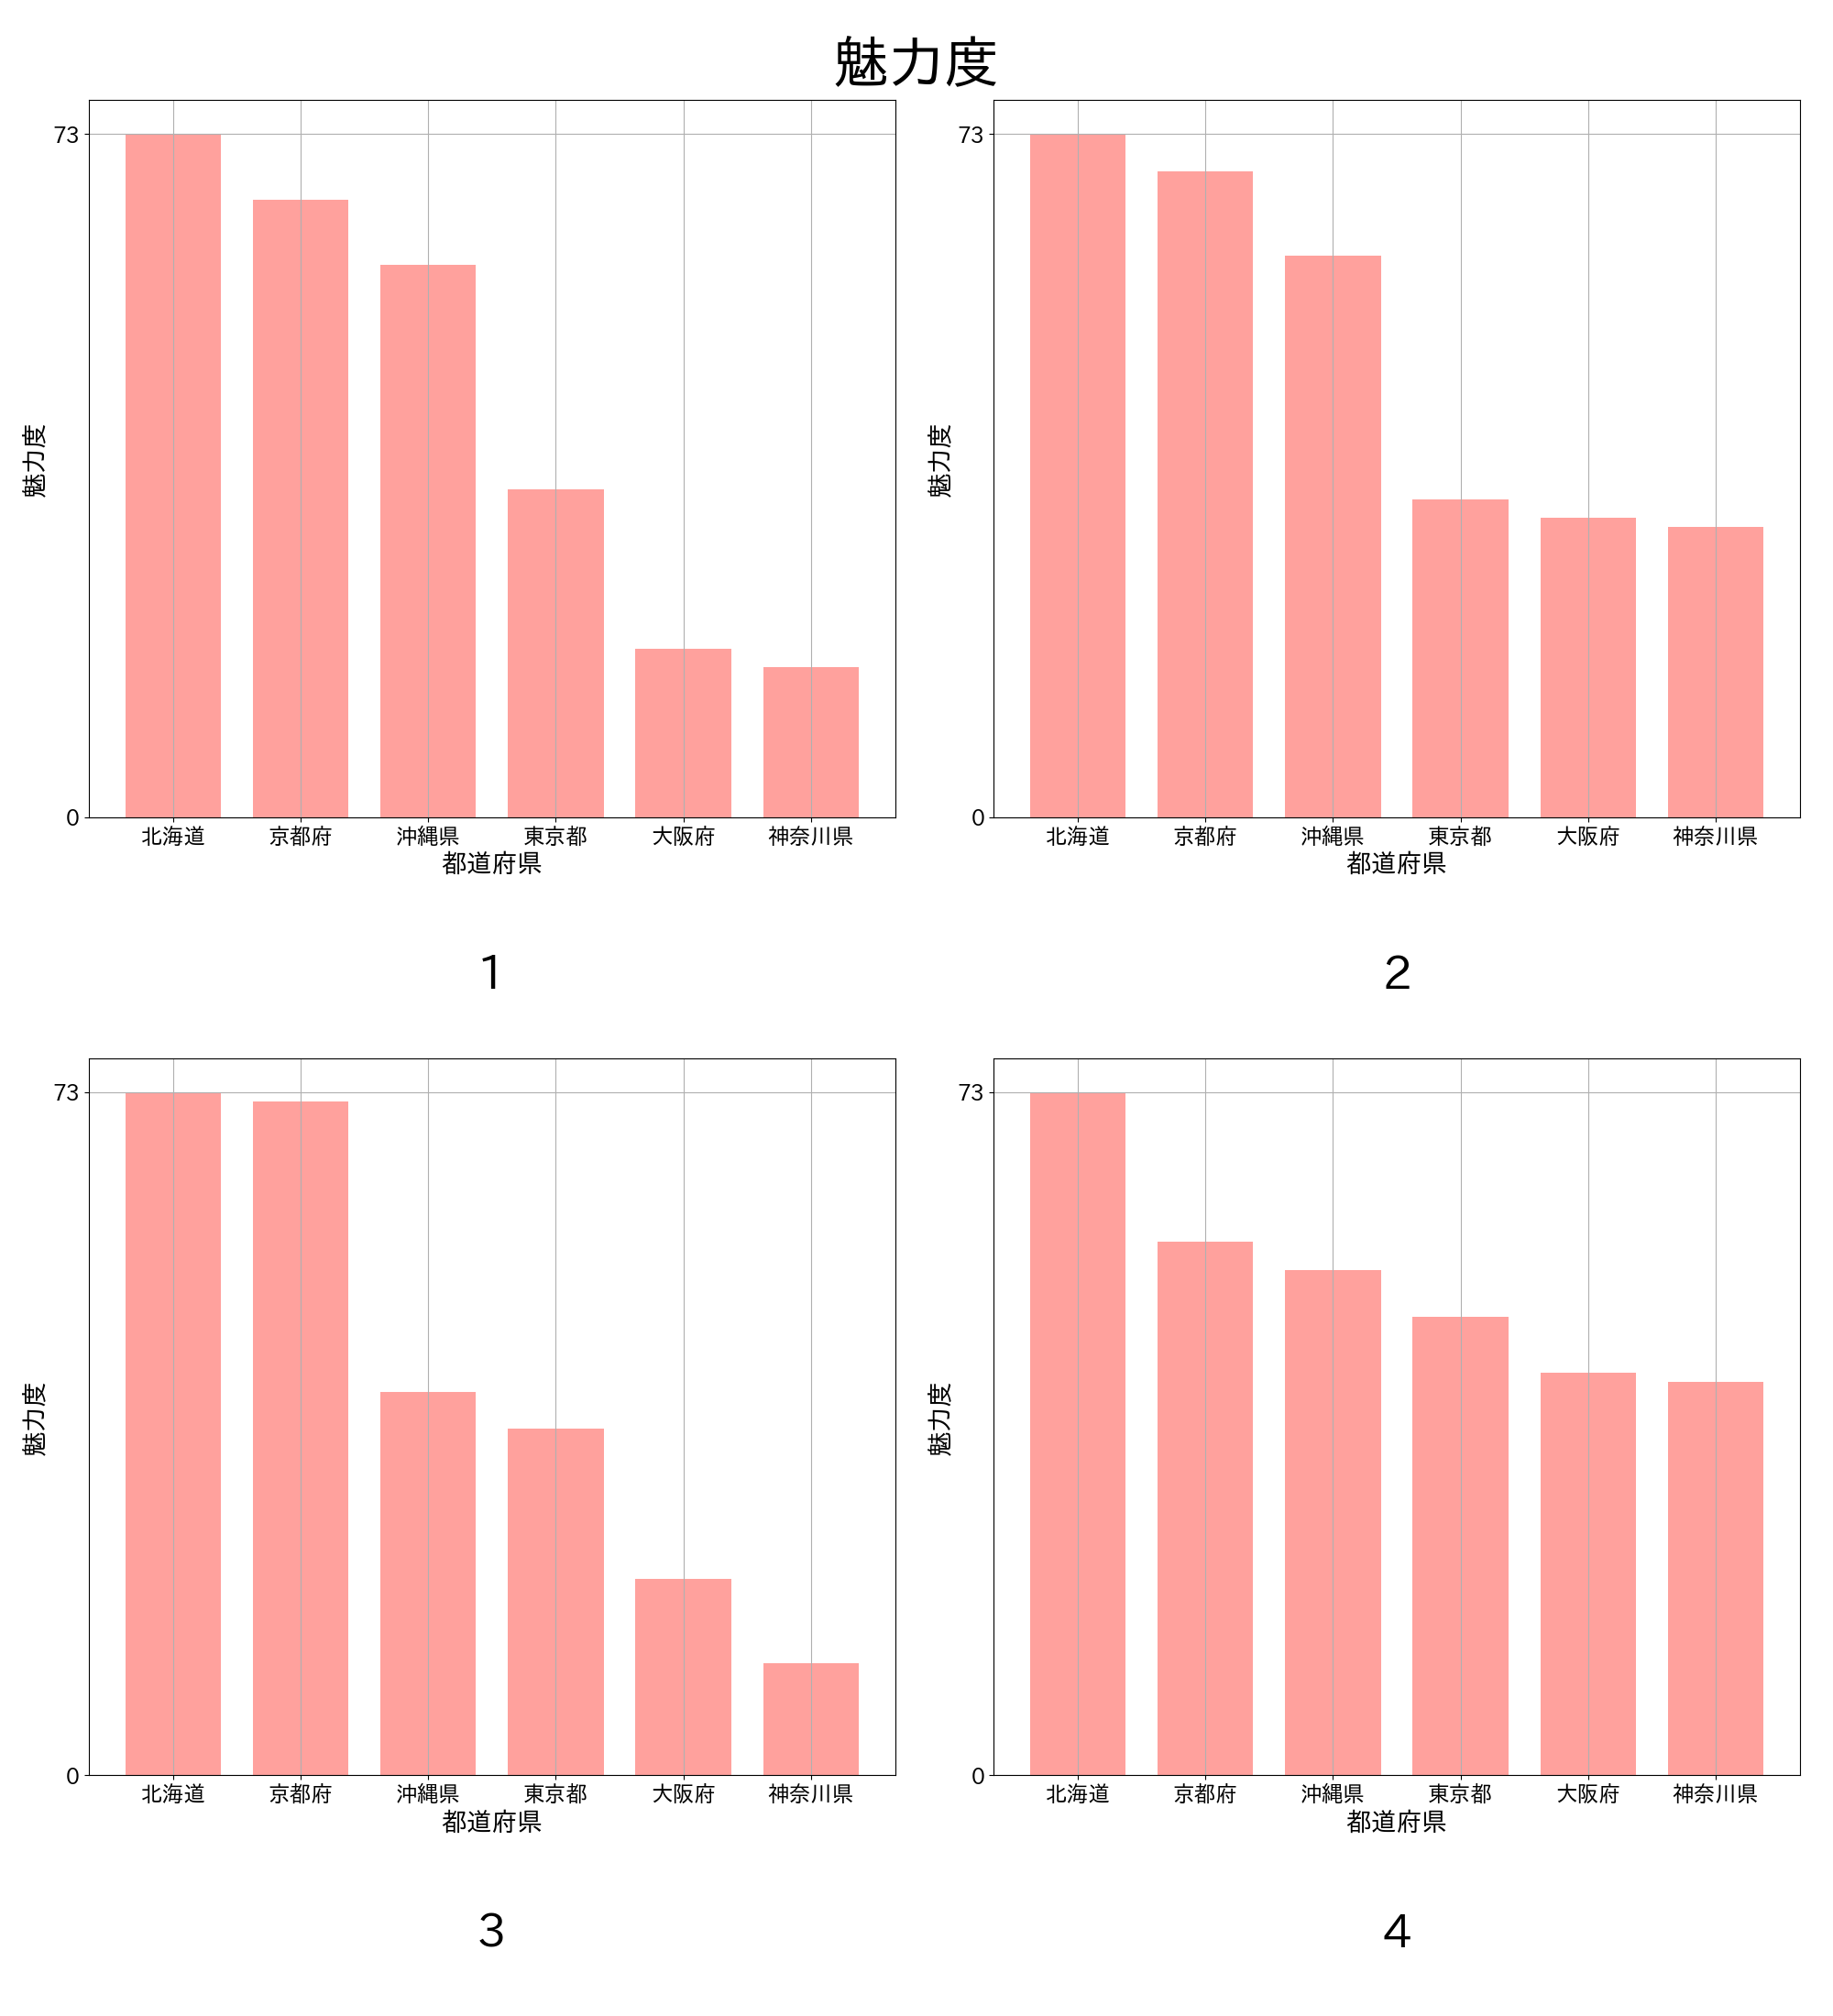 魅力度
73
魅力度
0
北海道 京都府 沖縄県 東京都 大阪府 神奈川県
都道府県
1
73
魅力度
0
北海道 京都府 沖縄県 東京都 大阪府 神奈川県
都道府県
2
73
魅力度
0
北海道 京都府 沖縄県 東京都 大阪府 神奈川県
都道府県
3
73
魅力度
0
北海道 京都府 沖縄県 東京都 大阪府 神奈川県
都道府県
4